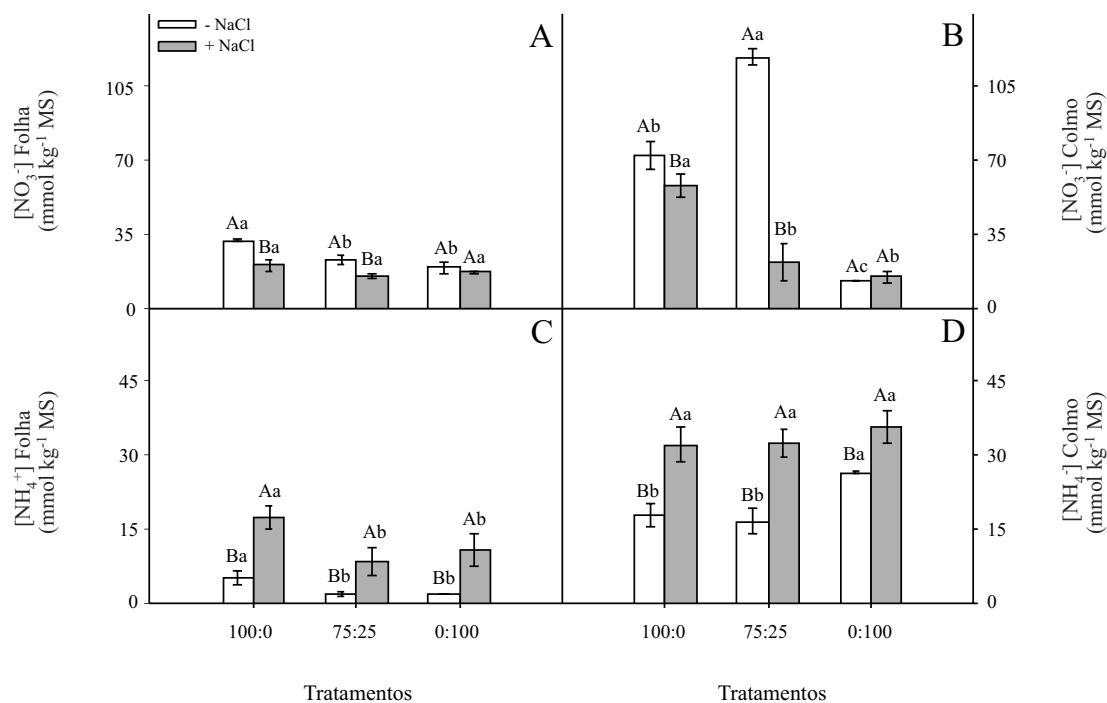 - NaCl
+ NaCl
A
B
[NO₃⁻] Folha
(mmol kg⁻¹ MS)
105
70
35
0
Aa
Ba
Ab
Ba
Ab
Aa
Ab
Ba
Aa
Bb
Ac
Ab
105
70
35
0
[NO₃⁻] Colmo
(mmol kg⁻¹ MS)
C
D
[NH₄⁺] Folha
(mmol kg⁻¹ MS)
45
30
15
0
Ba
Aa
Bb
Ab
Bb
Ab
Bb
Aa
Bb
Aa
Ba
Aa
45
30
15
0
[NH₄⁻] Colmo
(mmol kg⁻¹ MS)
100:0 75:25 0:100 100:0 75:25 0:100
Tratamentos Tratamentos